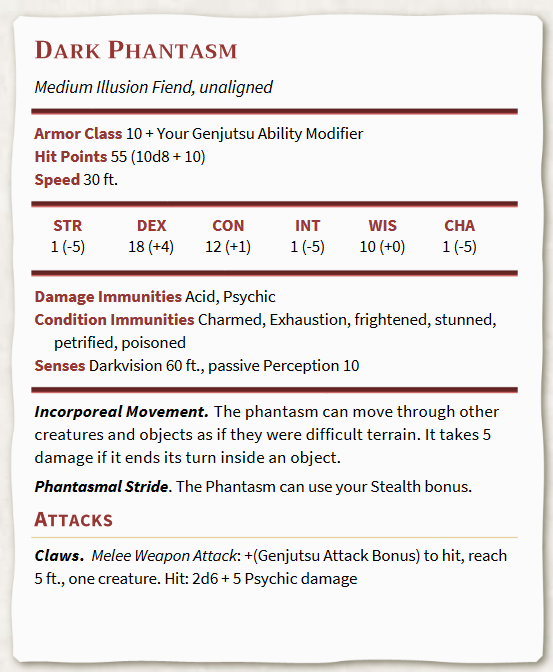 Dark Phantasm
Medium Illusion Fiend, unaligned
Armor Class 10 + Your Genjutsu Ability Modifier
Hit Points 55 (10d8 + 10)
Speed 30 ft.
STR DEX CON INT WIS CHA
1 (-5) 18 (+4) 12 (+1) 1 (-5) 10 (+0) 1 (-5)
Damage Immunities Acid, Psychic
Condition Immunities Charmed, Exhaustion, frightened, stunned,
petrified, poisoned
Senses Darkvision 60 ft., passive Perception 10
Incorporeal Movement. The phantasm can move through other
creatures and objects as if they were difficult terrain. It takes 5
damage if it ends its turn inside an object.
Phantasmal Stride. The Phantasm can use your Stealth bonus.
Attacks
Claws. Melee Weapon Attack: +(Genjutsu Attack Bonus) to hit, reach
5 ft., one creature. Hit: 2d6 + 5 Psychic damage